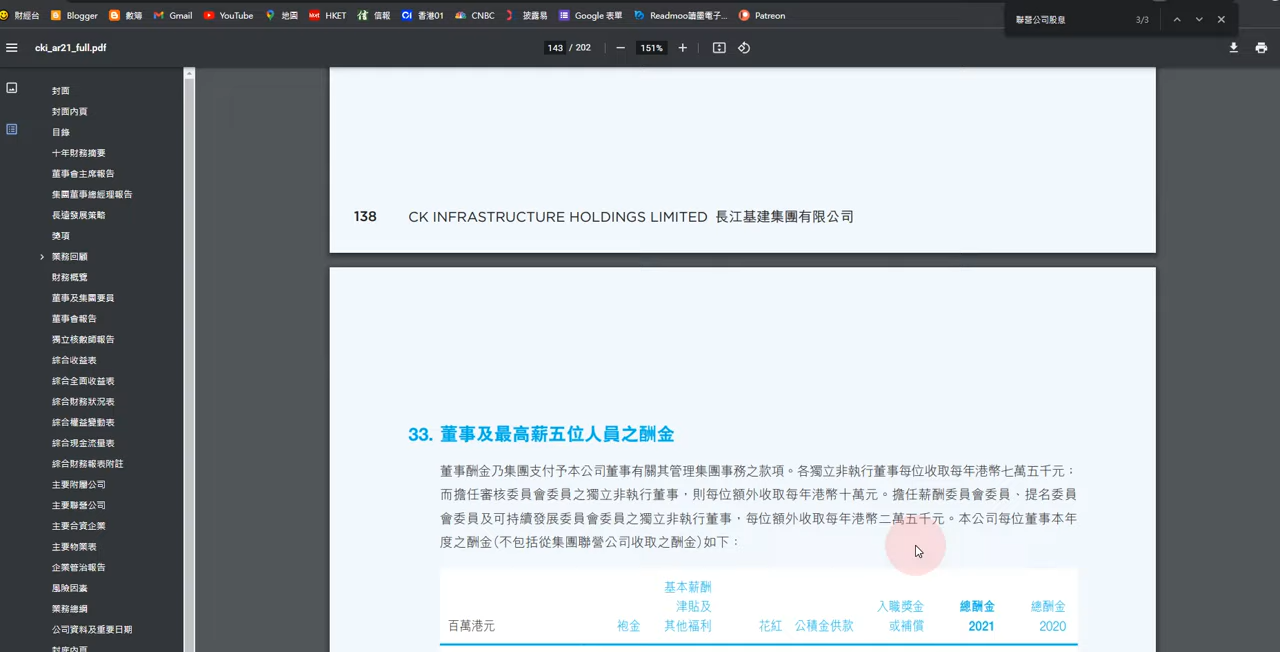 財經台 Blogger 數簿 Gmail YouTube 地圖 HKET 信報 香港01 CNBC 披露易 Google 表單 Readmoo讀墨電子... Patreon
聯營公司股息 3/3
cki_ar21_full.pdf 143 / 202 151%
封面
封面內頁
目錄
十年財務摘要
董事會主席報告
集團董事總經理報告
長遠發展策略
獎項
業務回顧
財務概覽
董事及集團要員
董事會報告
獨立核數師報告
綜合收益表
綜合全面收益表
綜合財務狀況表
綜合權益變動表
綜合現金流量表
綜合財務報表附註
主要附屬公司
主要聯營公司
主要合資企業
主要物業表
企業管治報告
風險因素
業務總綱
公司資料及重要日期
封底內頁
138 CK INFRASTRUCTURE HOLDINGS LIMITED 長江基建集團有限公司
33. 董事及最高薪五位人員之酬金
董事酬金乃集團支付予本公司董事有關其管理集團事務之款項。各獨立非執行董事每位收取每年港幣七萬五千元；
而擔任審核委員會委員之獨立非執行董事，則每位額外收取每年港幣十萬元。擔任薪酬委員會委員、提名委員
會委員及可持續發展委員會委員之獨立非執行董事，每位額外收取每年港幣二萬五千元。本公司每位董事本年
度之酬金(不包括從集團聯營公司收取之酬金)如下：
基本薪酬
津貼及 入職獎金 總酬金 總酬金
百萬港元 袍金 其他福利 花紅 公積金供款 或補償 2021 2020